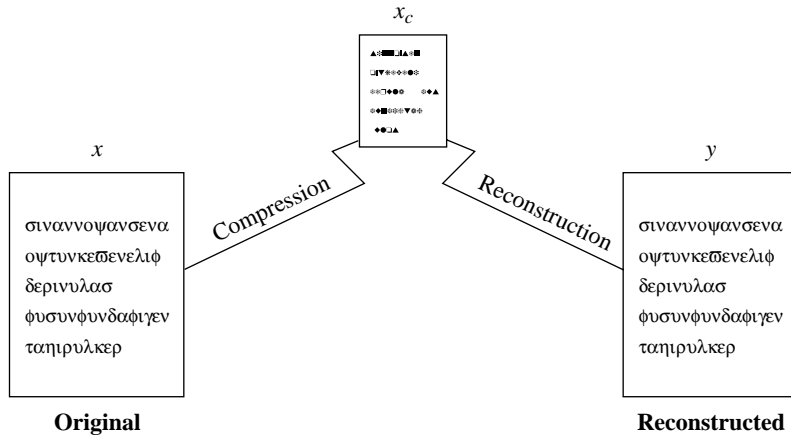 x_c
▲❉■■❏❙▲✳■
❏❙▼✳✳❖✳●❉
❉✳❒◆●❂ ❉◆▲
❉◆■❉❉❉▼❂❉
◆●❏▲
x
y
σιναννοψανσενα
οψτυνκεϖενελιφ
δερινυλασ
φυσυνφυνδαφιγεν
ταηιρυλκερ
Compression
Reconstruction
σιναννοψανσενα
οψτυνκεϖενελιφ
δερινυλασ
φυσυνφυνδαφιγεν
ταηιρυλκερ
Original
Reconstructed